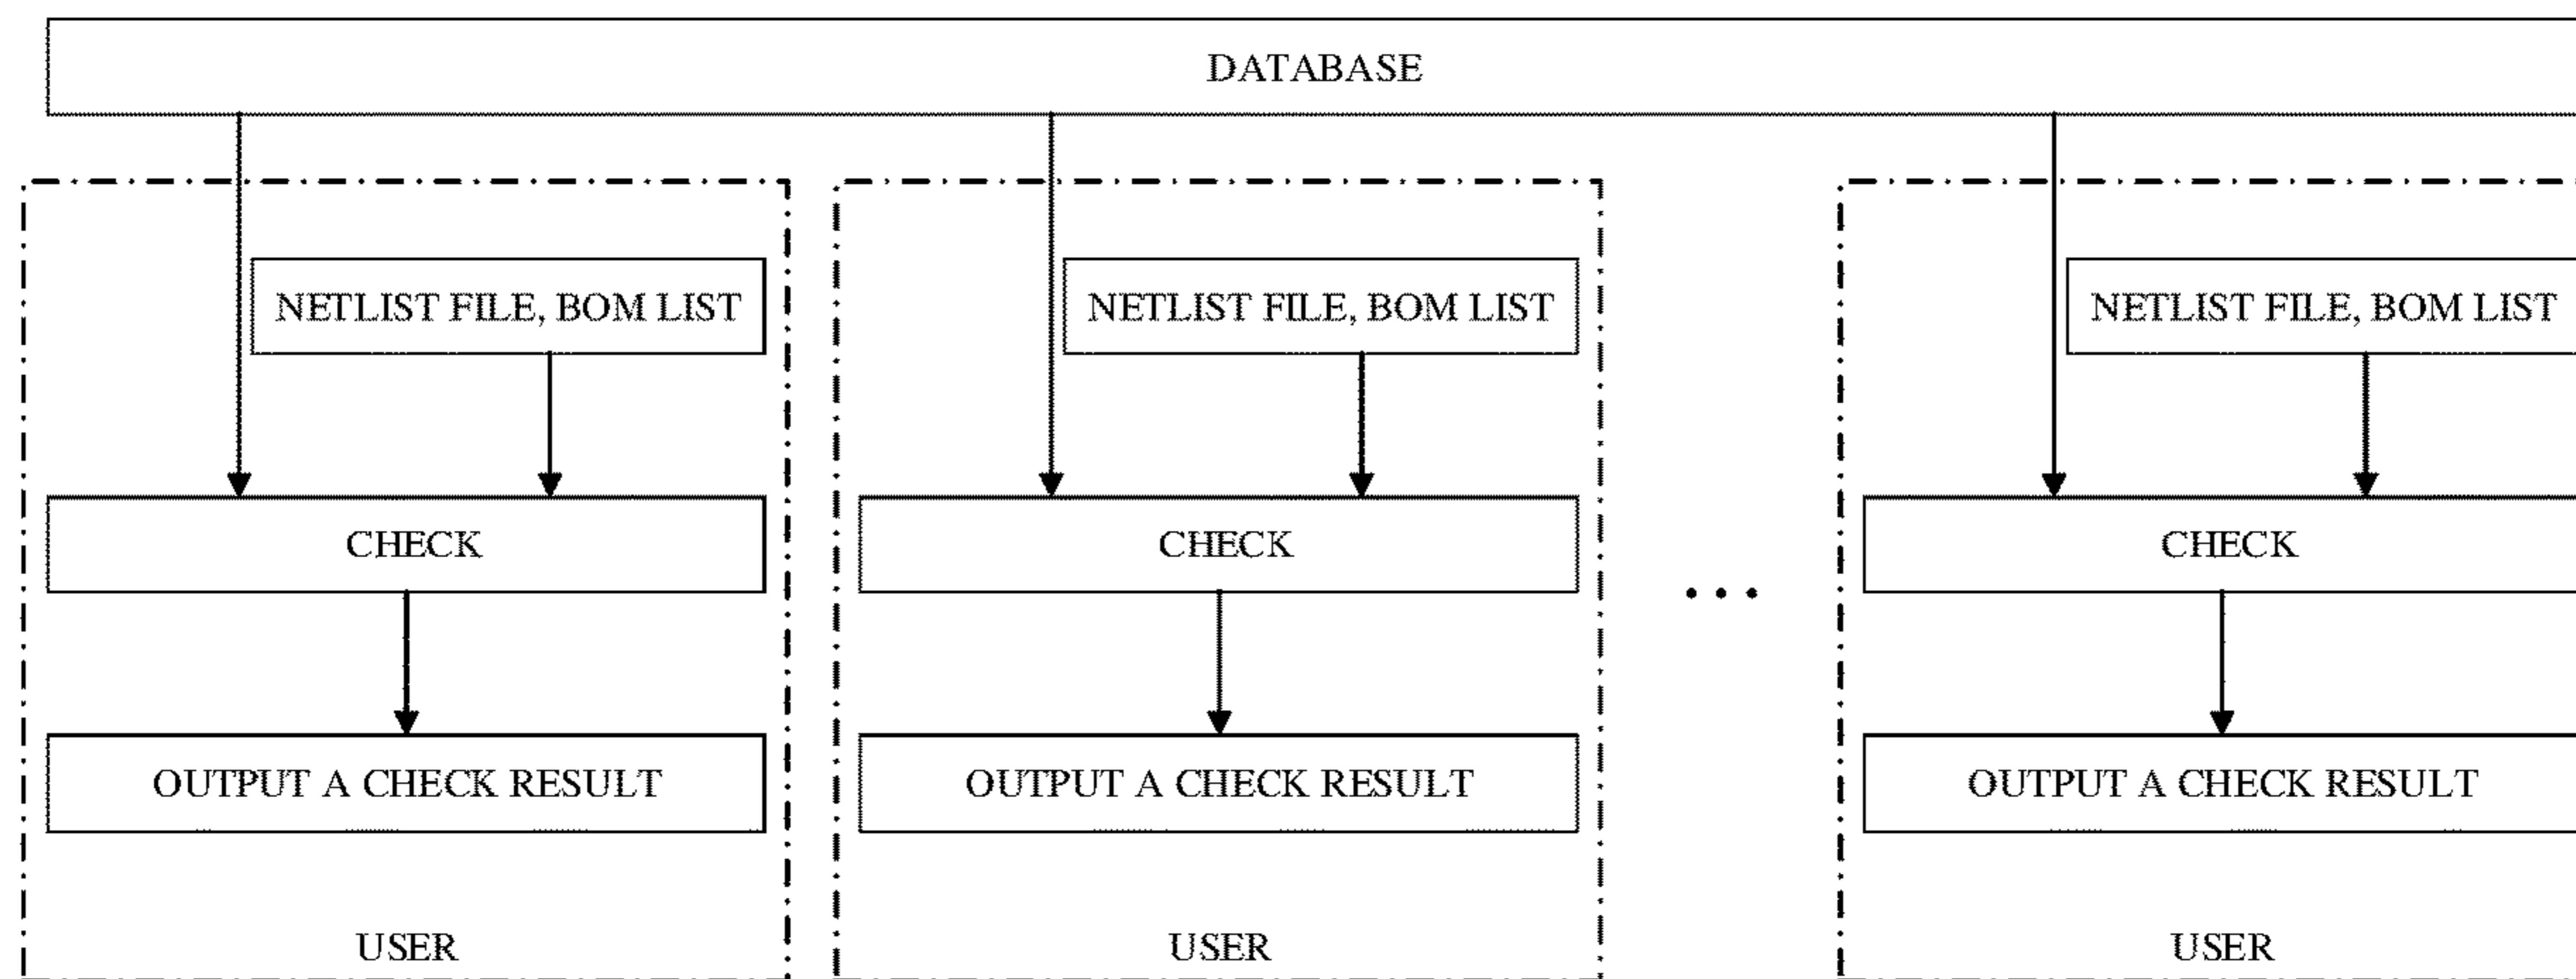 DATABASE
NETLIST FILE, BOM LIST
NETLIST FILE, BOM LIST
NETLIST FILE, BOM LIST
CHECK
CHECK
CHECK
...
OUTPUT A CHECK RESULT
OUTPUT A CHECK RESULT
OUTPUT A CHECK RESULT
USER
USER
USER